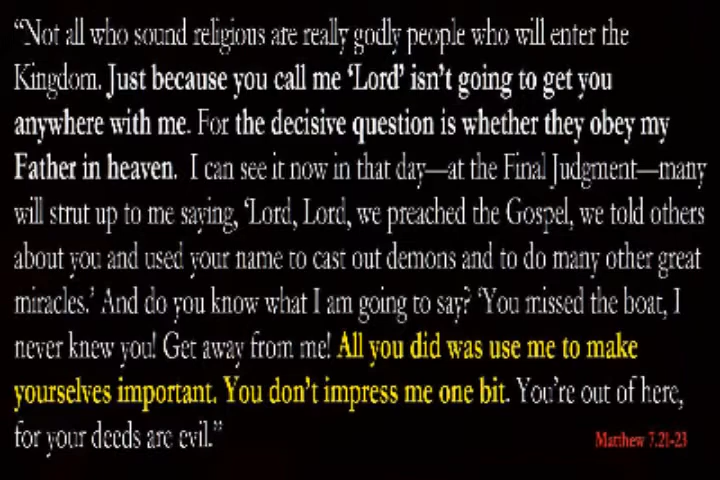 “Not all who sound religious are really godly people who will enter the
Kingdom. Just because you call me ‘Lord’ isn’t going to get you
anywhere with me. For the decisive question is whether they obey my
Father in heaven. I can see it now in that day—at the Final Judgment—many
will strut up to me saying, ‘Lord, Lord, we preached the Gospel, we told others
about you and used your name to cast out demons and to do many other great
miracles.’ And do you know what I am going to say? ‘You missed the boat, I
never knew you! Get away from me! All you did was use me to make
yourselves important. You don’t impress me one bit. You’re out of here,
for your deeds are evil.”
Matthew 7.21-23